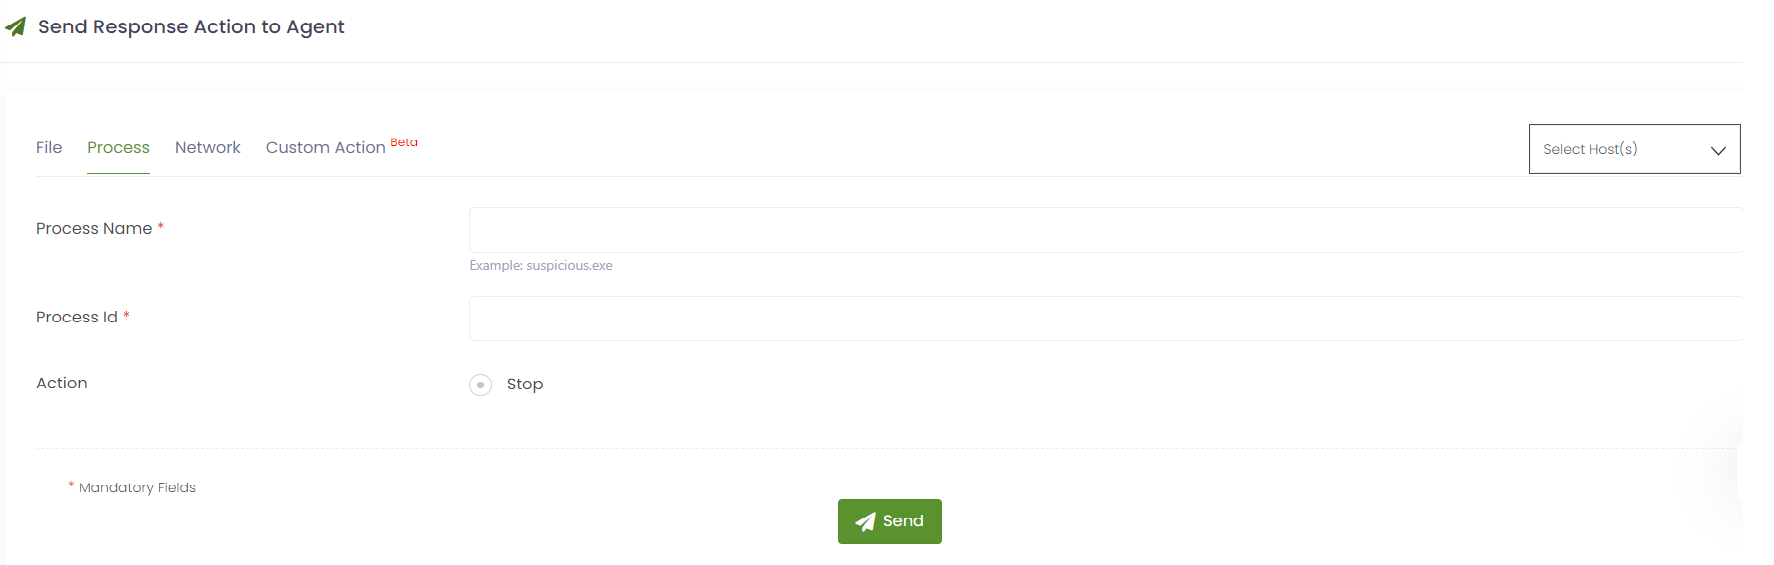 Send Response Action to Agent
File Process Network Custom Action Beta
Select Host(s)
Process Name *
Example: suspicious.exe
Process Id *
Action
Stop
* Mandatory Fields
Send